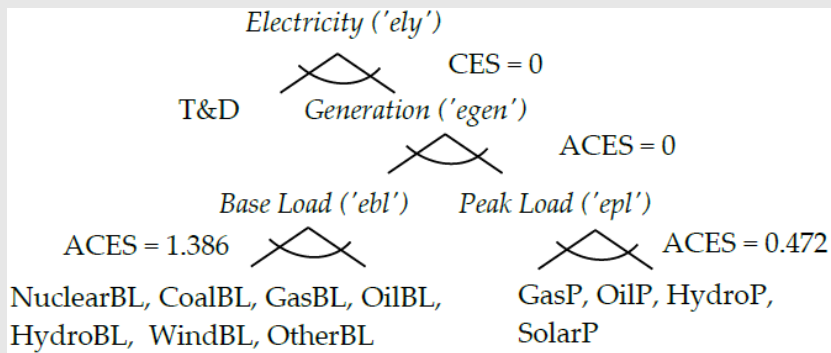 Electricity ('ely')
CES = 0
T&D Generation ('egen')
ACES = 0
Base Load ('ebl') Peak Load ('epl')
ACES = 1.386 ACES = 0.472
NuclearBL, CoalBL, GasBL, OilBL,
HydroBL, WindBL, OtherBL
GasP, OilP, HydroP,
SolarP